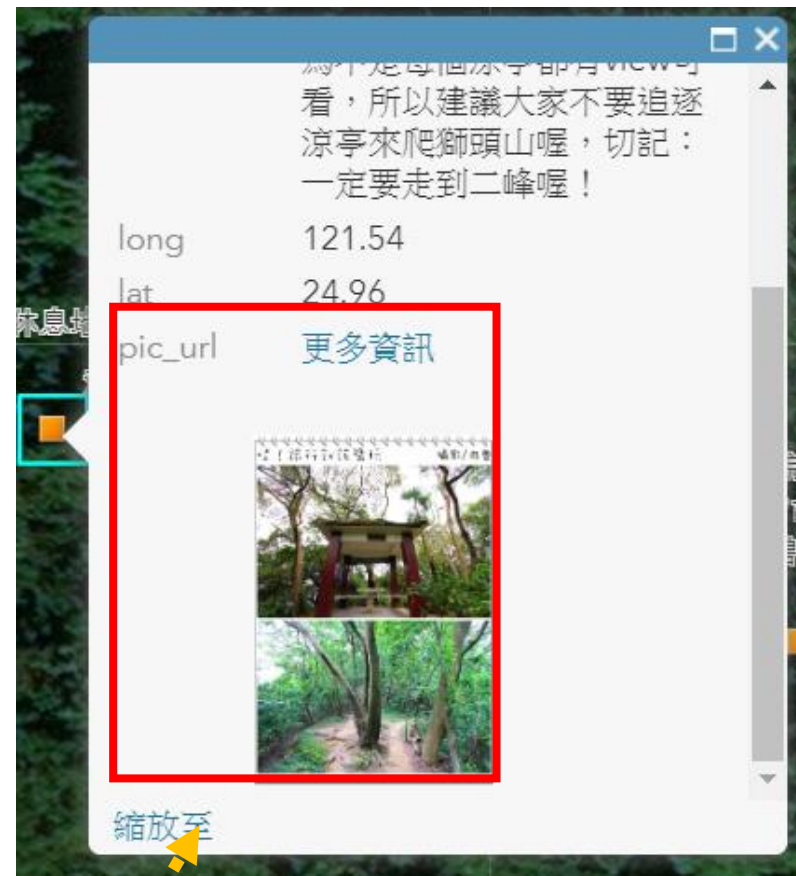 看，所以建議大家不要追逐
涼亭來爬獅頭山喔，切記：
一定要走到二峰喔！
long 121.54
lat 24.96
pic_url 更多資訊
縮放至